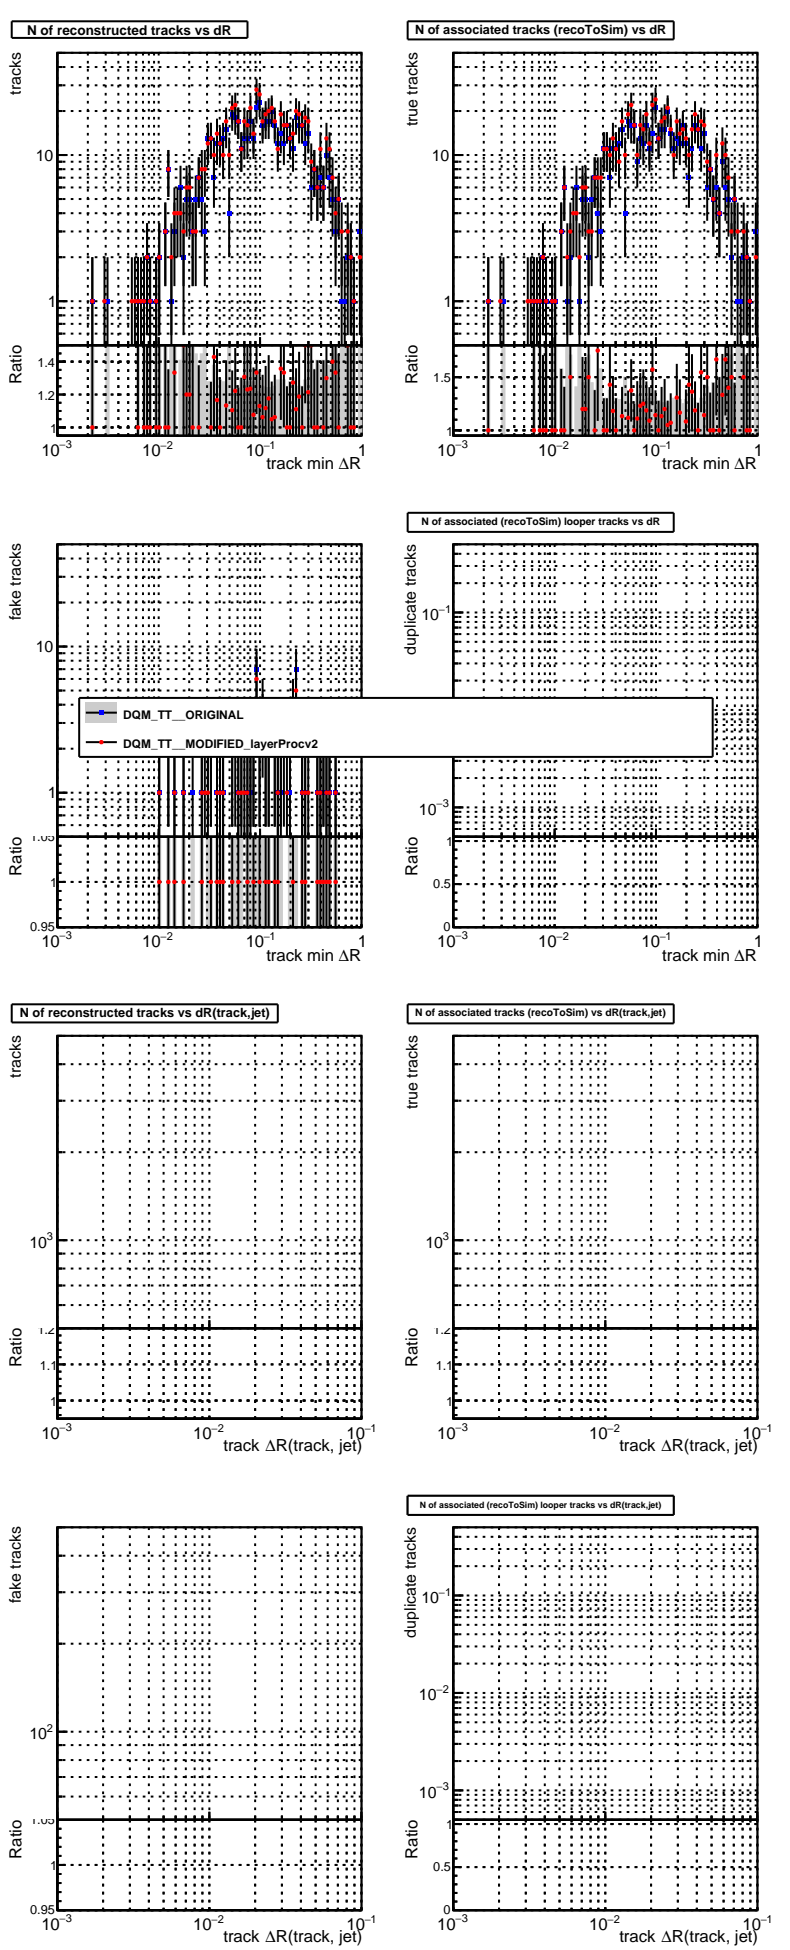 N of reconstructed tracks vs dR
tracks
10
1
Ratio
1.4
1.2
1
10−3
10−2
10−1
1
track min ΔR
N of associated tracks (recoToSim) vs dR
true tracks
10
1
Ratio
1.5
1
10−3
10−2
10−1
1
track min ΔR
fake tracks
10
1
Ratio
1.05
1
0.95
10−3
10−2
10−1
1
track min ΔR
N of associated (recoToSim) looper tracks vs dR
duplicate tracks
10−1
10−3
Ratio
1
0.5
0
10−3
10−2
10−1
1
track min ΔR
DQM_TT__ORIGINAL
DQM_TT__MODIFIED_layerProcv2
N of reconstructed tracks vs dR(track,jet)
tracks
103
Ratio
1.2
1.1
1
10−3
10−2
10−1
track ΔR(track, jet)
N of associated tracks (recoToSim) vs dR(track,jet)
true tracks
103
Ratio
1.2
1.1
1
10−3
10−2
10−1
track ΔR(track, jet)
fake tracks
102
Ratio
1.05
1
0.95
10−3
10−2
10−1
track ΔR(track, jet)
N of associated (recoToSim) looper tracks vs dR(track,jet)
duplicate tracks
10−1
10−2
10−3
Ratio
1
0.5
0
10−3
10−2
10−1
track ΔR(track, jet)